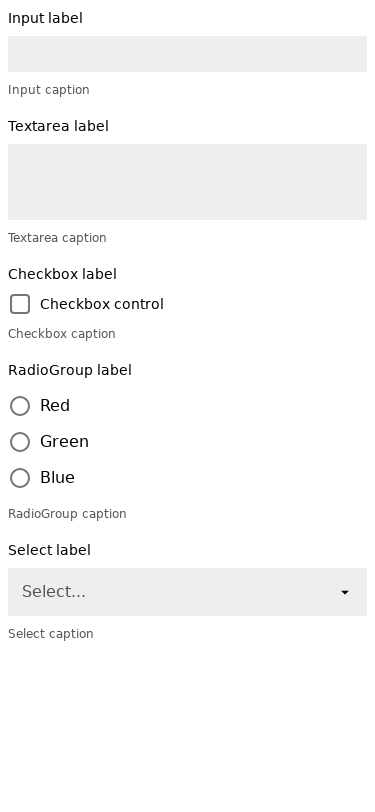 Input label
Input caption
Textarea label
Textarea caption
Checkbox label
Checkbox control
Checkbox caption
RadioGroup label
Red
Green
Blue
RadioGroup caption
Select label
Select...
Select caption